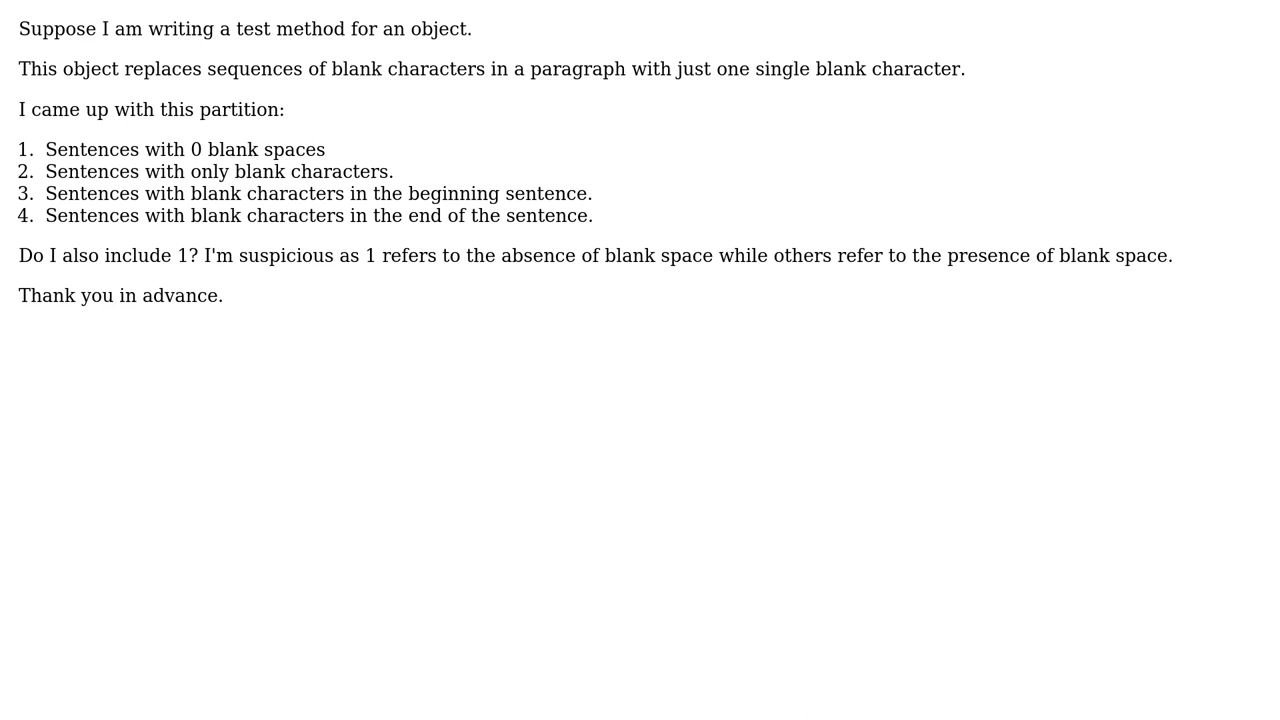 Suppose I am writing a test method for an object.
This object replaces sequences of blank characters in a paragraph with just one single blank character.
I came up with this partition:
1. Sentences with 0 blank spaces
2. Sentences with only blank characters.
3. Sentences with blank characters in the beginning sentence.
4. Sentences with blank characters in the end of the sentence.
Do I also include 1? I'm suspicious as 1 refers to the absence of blank space while others refer to the presence of blank space.
Thank you in advance.